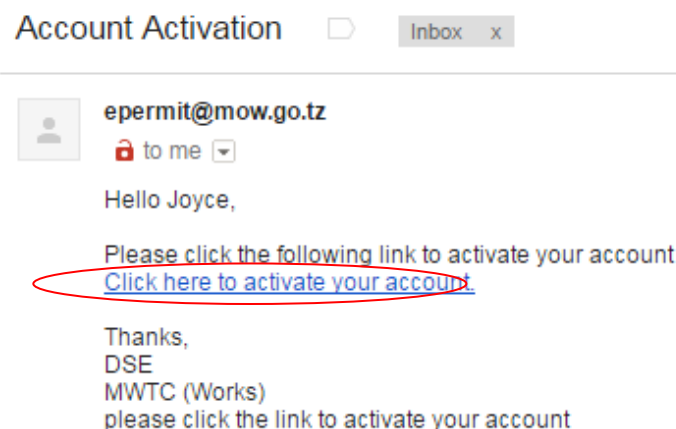 Account Activation Inbox x
epermit@mow.go.tz
to me
Hello Joyce,
Please click the following link to activate your account
Click here to activate your account.
Thanks,
DSE
MWTC (Works)
please click the link to activate your account